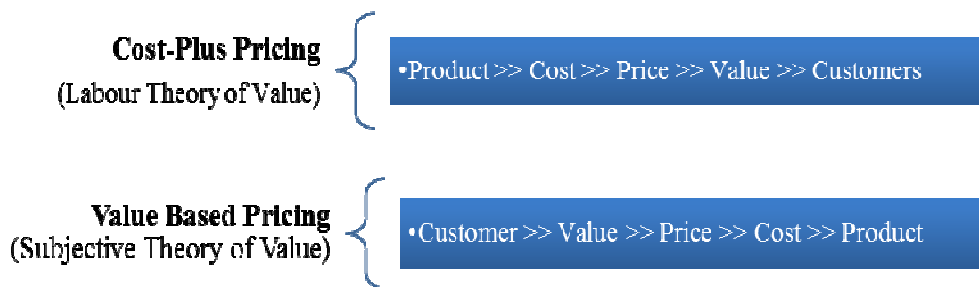 Cost-Plus Pricing
(Labour Theory of Value)
•Product >> Cost >> Price >> Value >> Customers
Value Based Pricing
(Subjective Theory of Value)
•Customer >> Value >> Price >> Cost >> Product